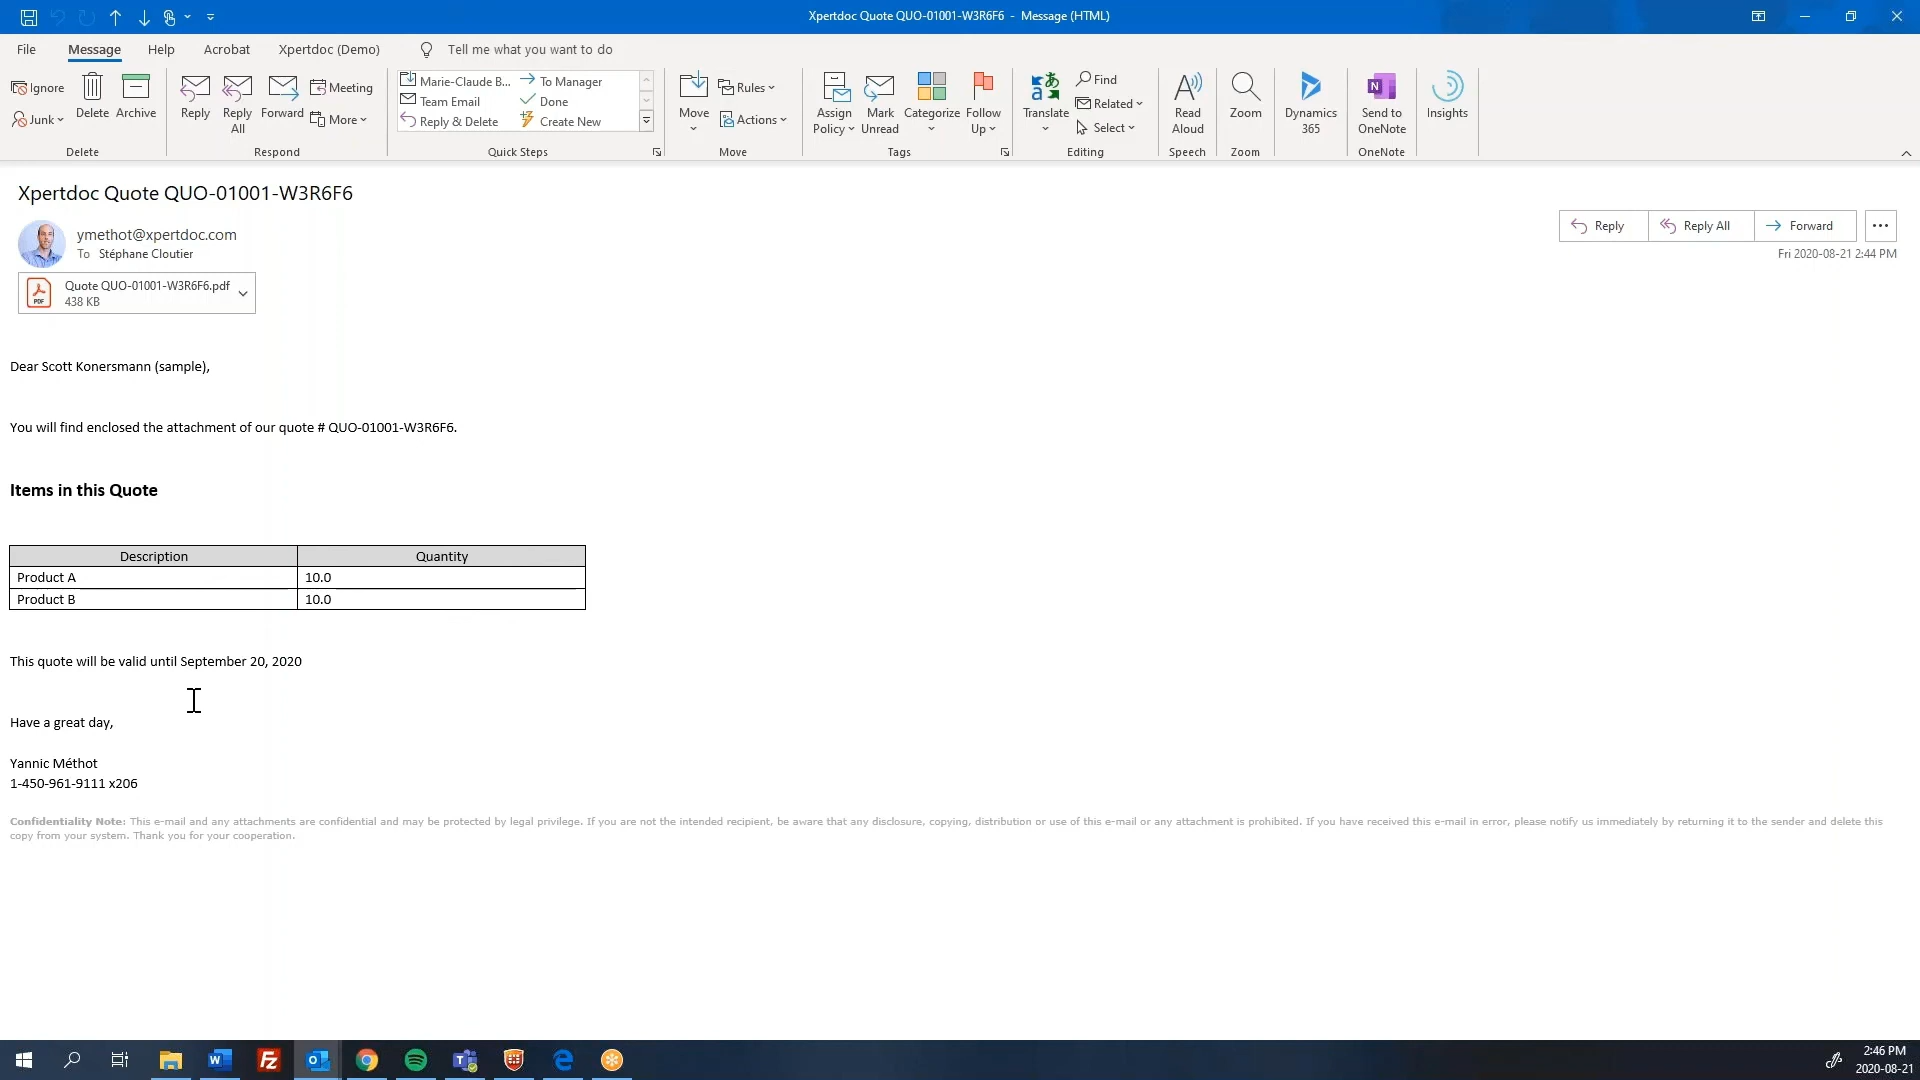 Xpertdoc Quote QUO-01001-W3R6F6 - Message (HTML)
File Message Help Acrobat Xpertdoc (Demo) Tell me what you want to do
Ignore
Junk
Delete
Archive
Delete
Reply
Reply All
Forward
Meeting
More
Respond
Marie-Claude B... To Manager
Team Email Done
Reply & Delete Create New
Quick Steps
Move
Rules
Actions
Move
Assign Policy
Mark Unread
Categorize
Follow Up
Tags
Translate
Find
Related
Select
Editing
Read Aloud
Speech
Zoom
Zoom
Dynamics 365
Send to OneNote
OneNote
Insights
Xpertdoc Quote QUO-01001-W3R6F6
ymethot@xpertdoc.com
To Stéphane Cloutier
Reply Reply All Forward
Fri 2020-08-21 2:44 PM
PDF
Quote QUO-01001-W3R6F6.pdf
438 KB
Dear Scott Konersmann (sample),
You will find enclosed the attachment of our quote # QUO-01001-W3R6F6.
Items in this Quote
Description Quantity
Product A 10.0
Product B 10.0
This quote will be valid until September 20, 2020
Have a great day,
Yannic Méthot
1-450-961-9111 x206
Confidentiality Note: This e-mail and any attachments are confidential and may be protected by legal privilege. If you are not the intended recipient, be aware that any disclosure, copying, distribution or use of this e-mail or any attachment is prohibited. If you have received this e-mail in error, please notify us immediately by returning it to the sender and delete this
copy from your system. Thank you for your cooperation.
2:46 PM
2020-08-21